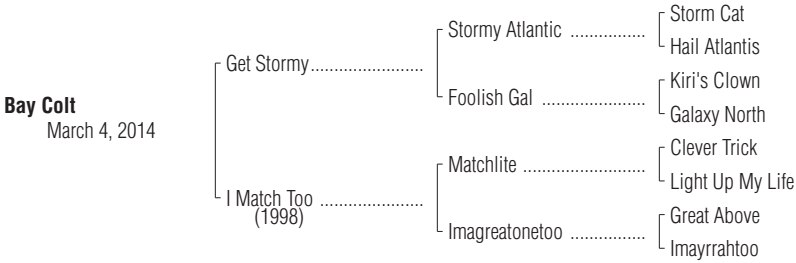 Storm Cat
Stormy Atlantic ................
Hail Atlantis
Get Stormy........................
Kiri's Clown
Foolish Gal ......................
Galaxy North
Bay Colt
March 4, 2014
Clever Trick
Matchlite ..........................
Light Up My Life
I Match Too ......................
(1998)
Great Above
Imagreatonetoo ................
Imayrrahtoo